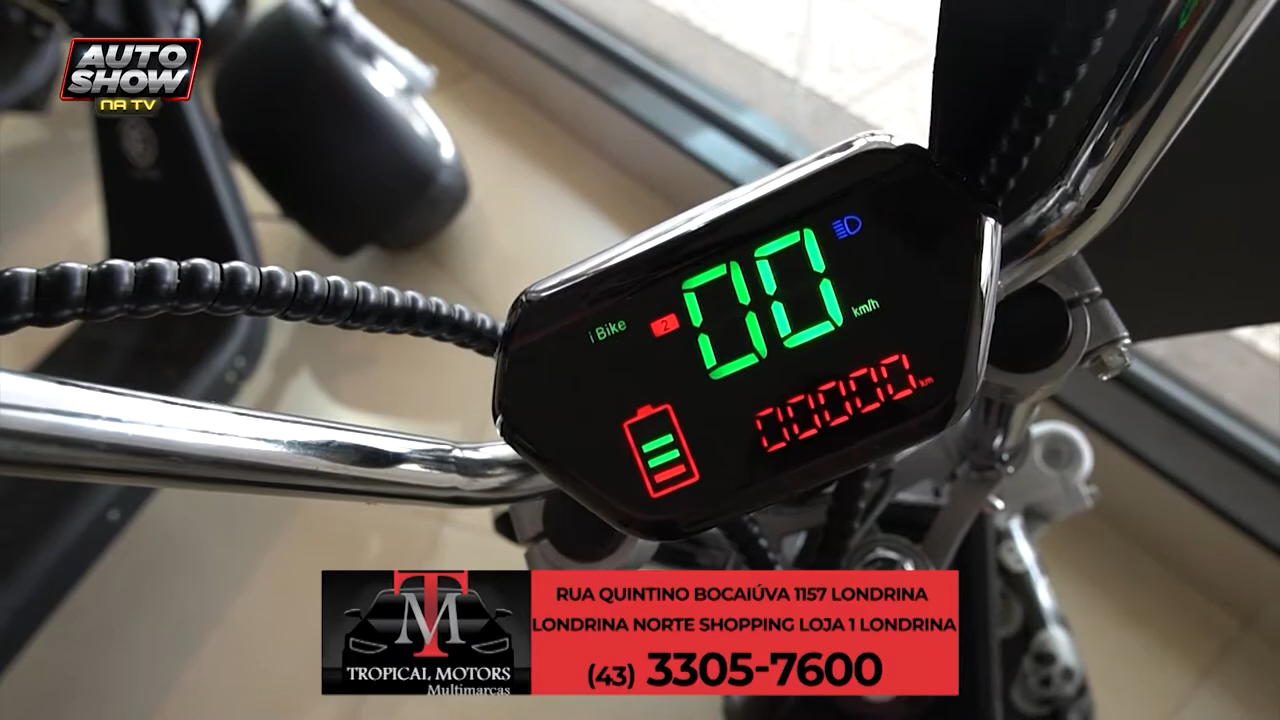 AUTO
SHOW
NA TV
i Bike
2
00
km/h
00000 km
TM
TROPICAL MOTORS
Multimarcas
RUA QUINTINO BOCAIÚVA 1157 LONDRINA
LONDRINA NORTE SHOPPING LOJA 1 LONDRINA
(43) 3305-7600